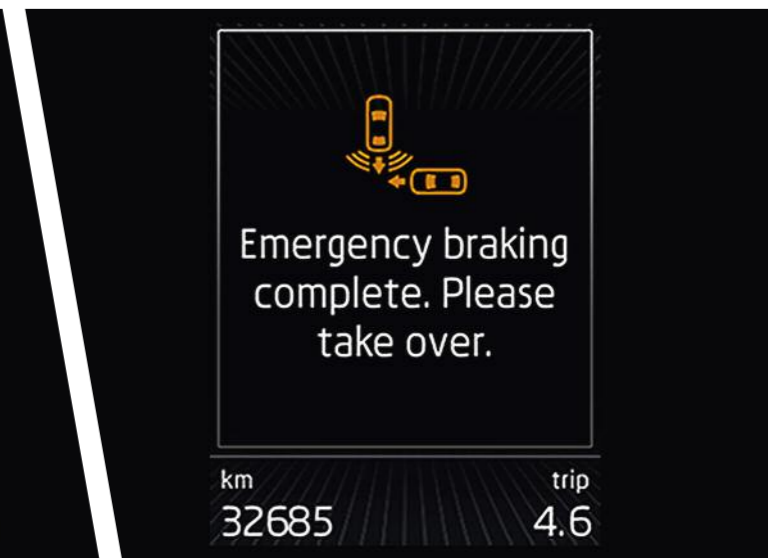 Emergency braking
complete. Please
take over.
km trip
32685 4.6